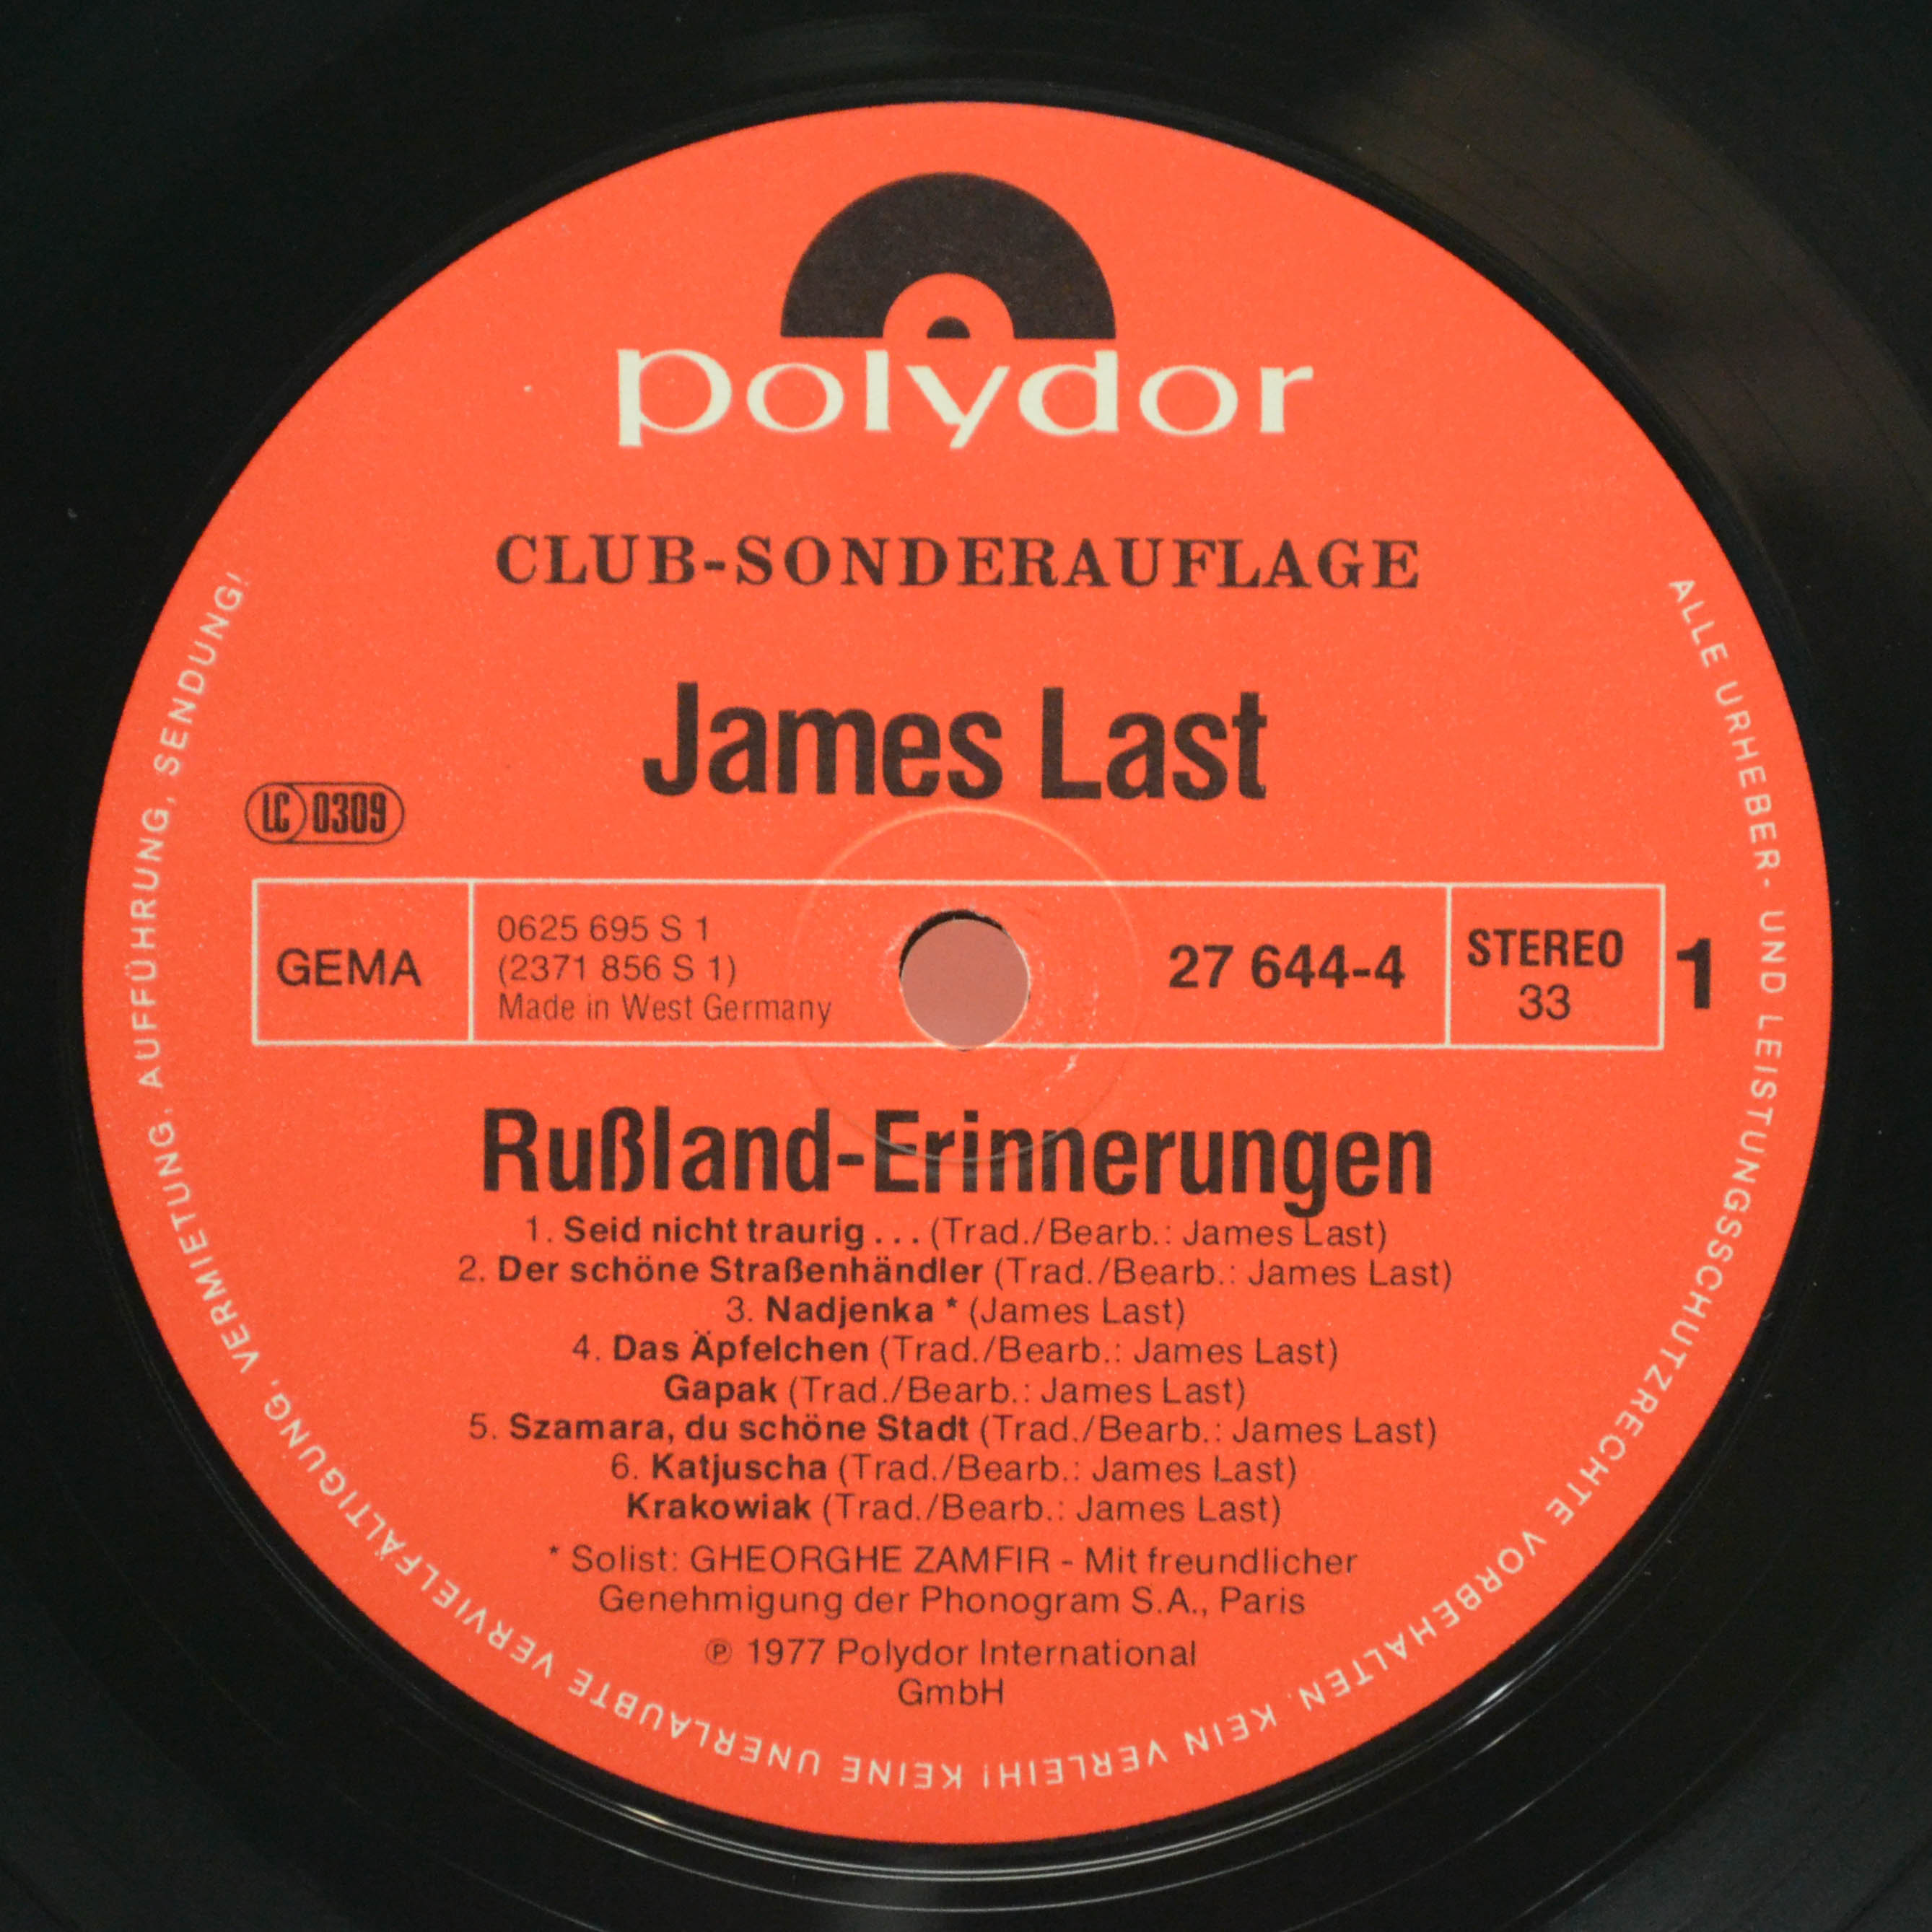 polydor
CLUB-SONDERAUFLAGE
James Last
LC 0309
GEMA
0625 695 S 1
(2371 856 S 1)
Made in West Germany
27 644-4
STEREO
33
1
Rußland-Erinnerungen
1. Seid nicht traurig . . . (Trad./Bearb.: James Last)
2. Der schöne Straßenhändler (Trad./Bearb.: James Last)
3. Nadjenka * (James Last)
4. Das Äpfelchen (Trad./Bearb.: James Last)
Gapak (Trad./Bearb.: James Last)
5. Szamara, du schöne Stadt (Trad./Bearb.: James Last)
6. Katjuscha (Trad./Bearb.: James Last)
Krakowiak (Trad./Bearb.: James Last)
* Solist: GHEORGHE ZAMFIR - Mit freundlicher
Genehmigung der Phonogram S.A., Paris
℗ 1977 Polydor International
GmbH
ALLE URHEBER- UND LEISTUNGSSCHUTZRECHTE VORBEHALTEN. KEIN VERLEIH! KEINE UNERLAUBTE VERVIELFÄLTIGUNG, VERMIETUNG, AUFFÜHRUNG, SENDUNG!